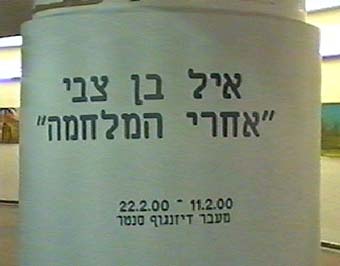 איל בן צבי
"אחרי המלחמה"
22.2.00 - 11.2.00
מעבר דיזנגוף סנטר